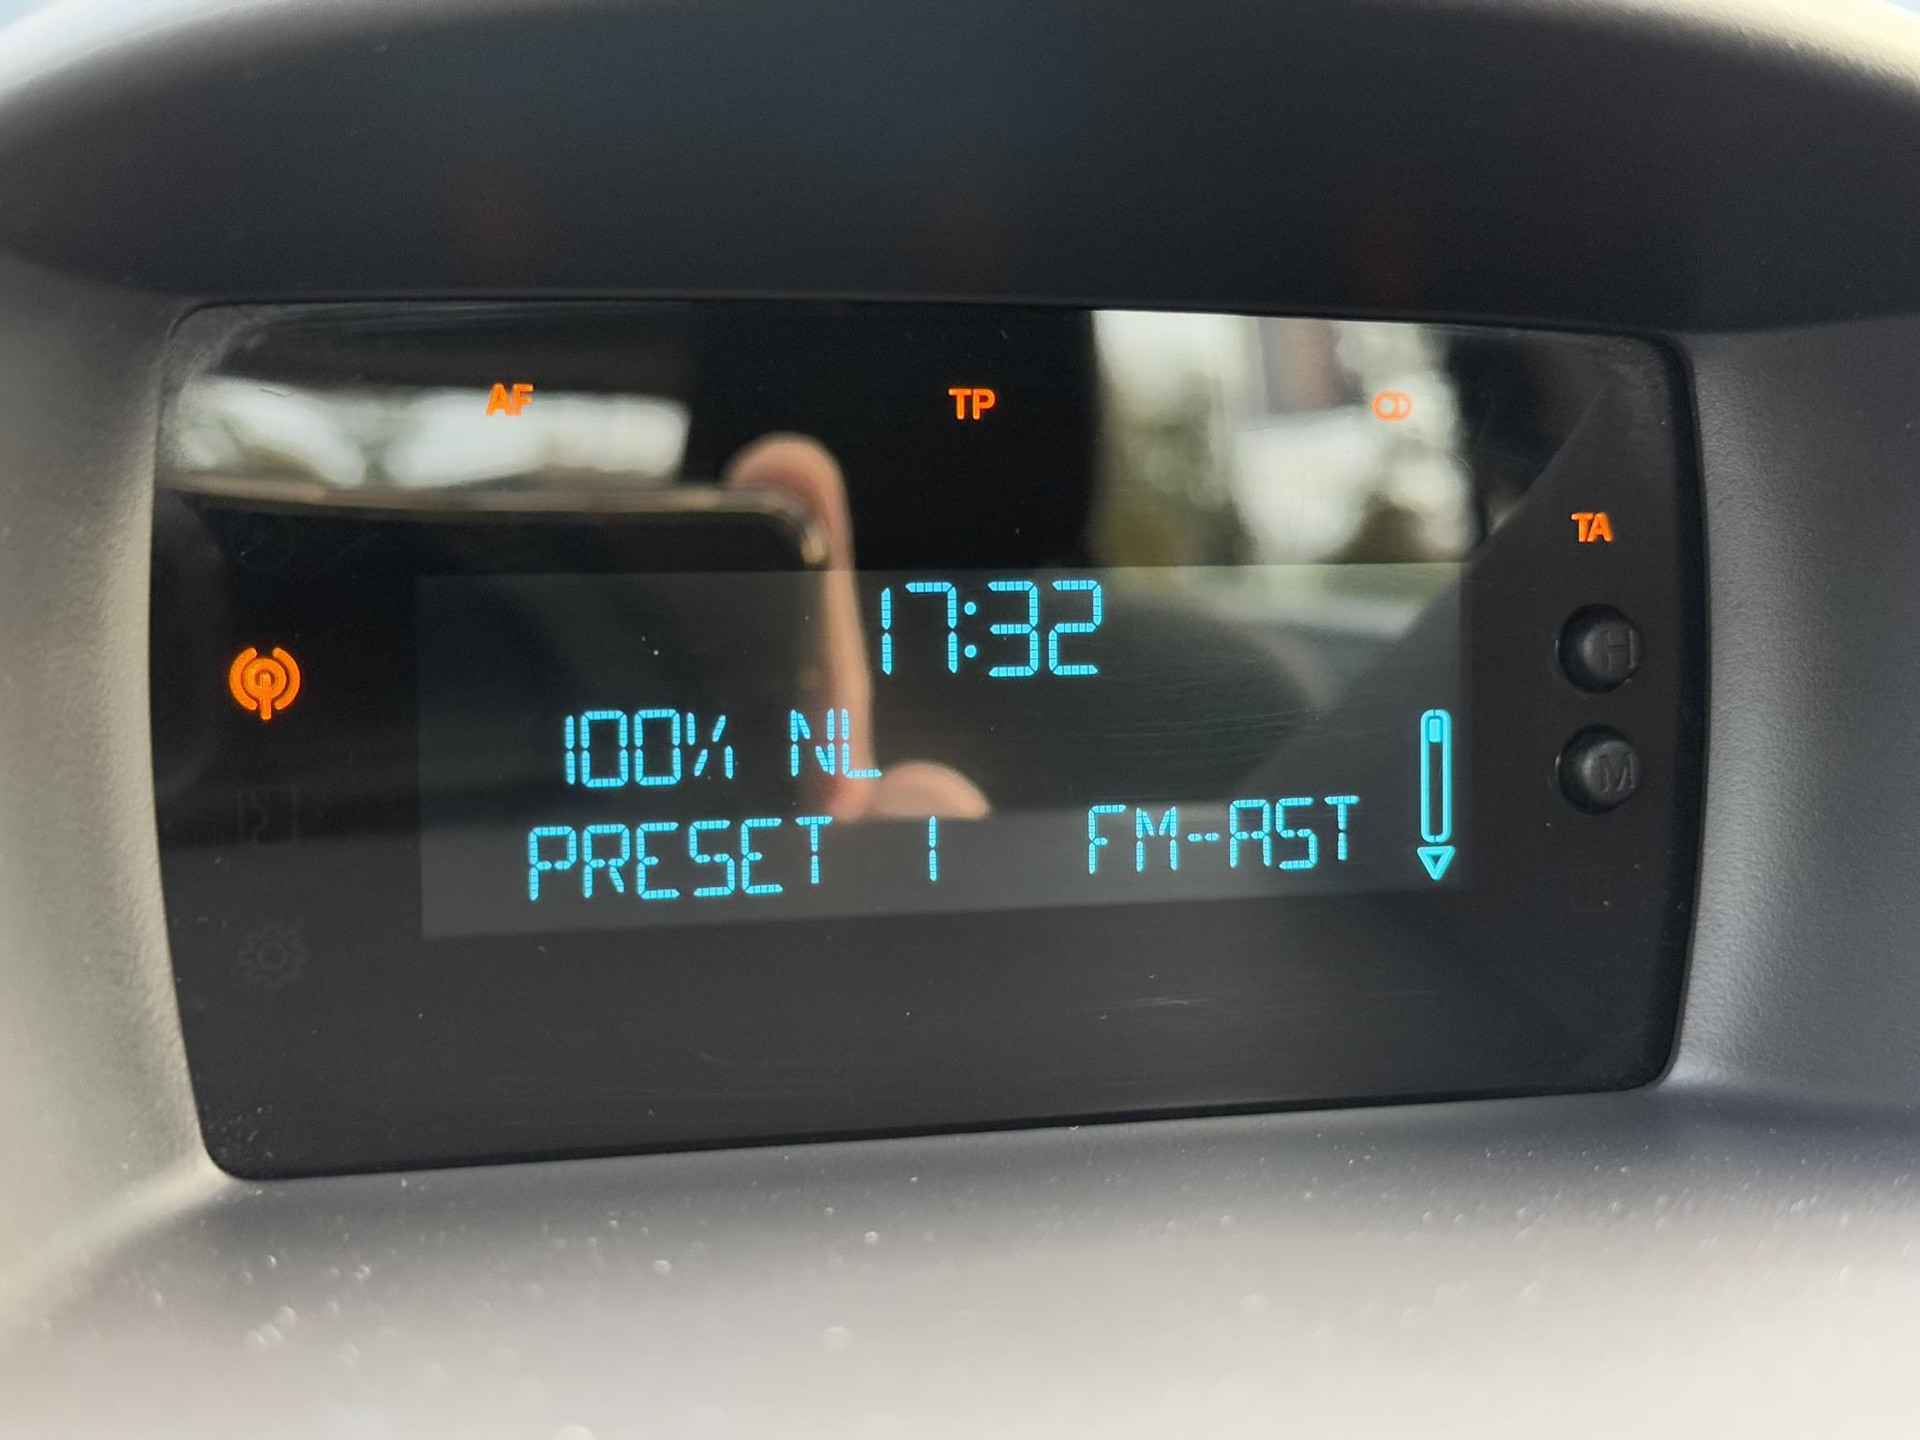 AF TP
TA
17:32
H
100% NL
M
PRESET 1 FM-AST